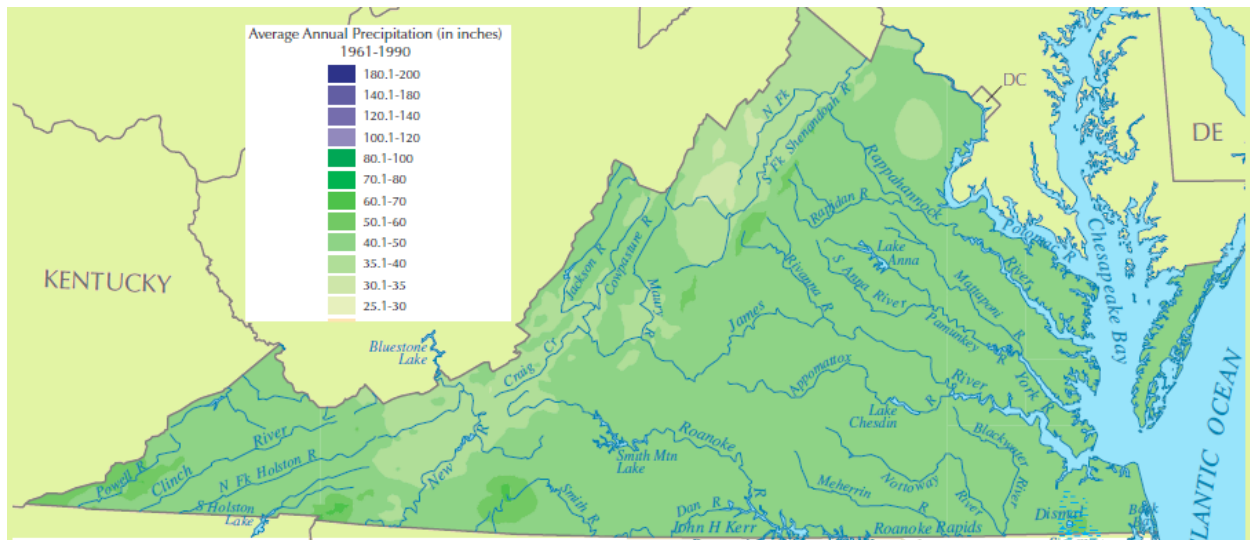 Average Annual Precipitation (in inches)
1961-1990
180.1-200
140.1-180
120.1-140
100.1-120
80.1-100
70.1-80
60.1-70
50.1-60
40.1-50
35.1-40
30.1-35
25.1-30
DC
DE
KENTUCKY
N Fk
S Fk Shenandoah R
Rappahannock
River
Rapidan R
Potomac R
Chesapeake Bay
Lake
Anna
S Anna River
Mattaponi
R
Pamunkey
R
York R
Rivanna R
Jackson R
Cowpasture R
Maury
R
James
River
Craig Cr
Bluestone
Lake
Appomattox
R
Lake
Chesdin
Blackwater
River
Roanoke
R
Smith Mtn
Lake
New R
Powell R
Clinch
River
N Fk Holston R
S Holston
Lake
Smith R
Dan R
John H Kerr
Meherrin
R
Nottoway
River
Roanoke Rapids
Dismal
Back
LANTIC OCEAN